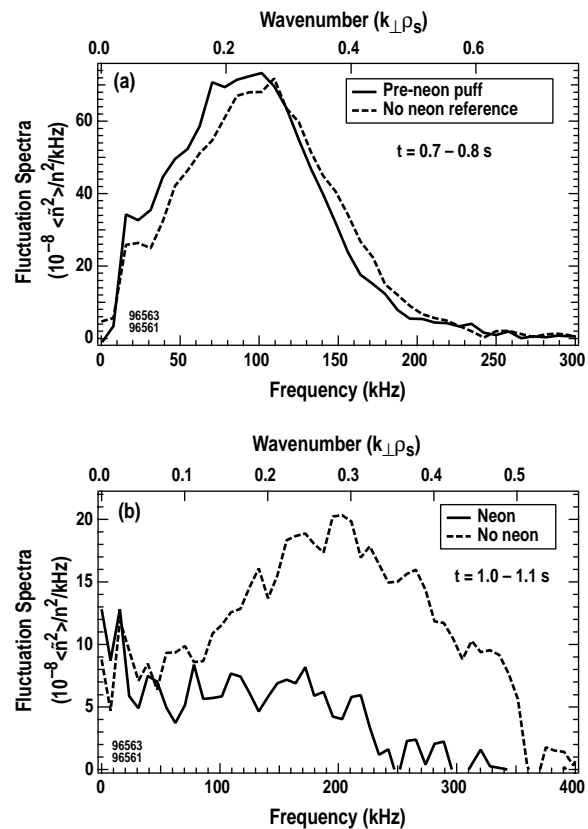 Wavenumber (k⊥ρs)
0.0 0.2 0.4 0.6
(a)
Pre-neon puff
No neon reference
t = 0.7 – 0.8 s
Fluctuation Spectra
(10⁻⁸ <ñ²>/n²/kHz)
60
40
20
0
96563
96561
0 50 100 150 200 250 300
Frequency (kHz)
Wavenumber (k⊥ρs)
0.0 0.1 0.2 0.3 0.4 0.5
(b)
Neon
No neon
t = 1.0 – 1.1 s
Fluctuation Spectra
(10⁻⁸ <ñ²>/n²/kHz)
20
15
10
5
0
96563
96561
0 100 200 300 400
Frequency (kHz)